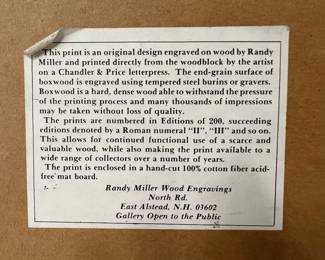 This print is an original design engraved on wood by Randy
Miller and printed directly from the woodblock by the artist
on a Chandler & Price letterpress. The end-grain surface of
boxwood is engraved using tempered steel burins or gravers.
Boxwood is a hard, dense wood able to withstand the pressure
of the printing process and many thousands of impressions
may be taken without loss of quality.
The prints are numbered in Editions of 200, succeeding
editions denoted by a Roman numeral "II", "III" and so on.
This allows for continued functional use of a scarce and
valuable wood, while also making the print available to a
wide range of collectors over a number of years.
The print is enclosed in a hand-cut 100% cotton fiber acid-
free mat board.
Randy Miller Wood Engravings
North Rd.
East Alstead, N.H. 03602
Gallery Open to the Public